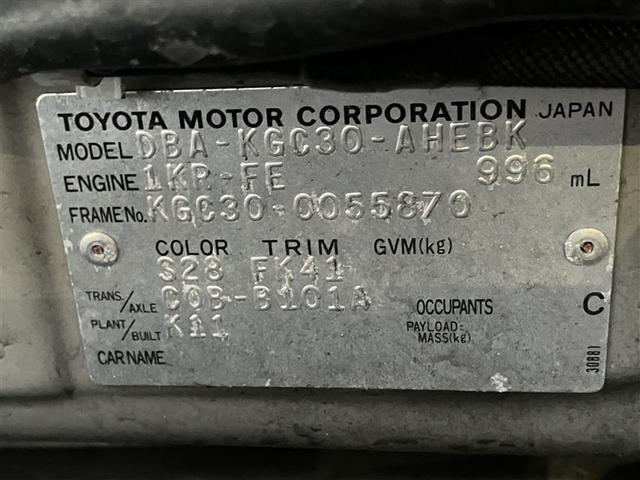 TOYOTA MOTOR CORPORATION JAPAN
MODEL DBA-KGC30-AHEBK
ENGINE 1KR-FE 996 mL
FRAME No. KGC30-0055870
COLOR TRIM GVM(kg)
S28 FK41
TRANS./AXLE C0B-B101A OCCUPANTS C
PLANT/BUILT K11 PAYLOAD-MASS(kg)
CAR NAME
30881